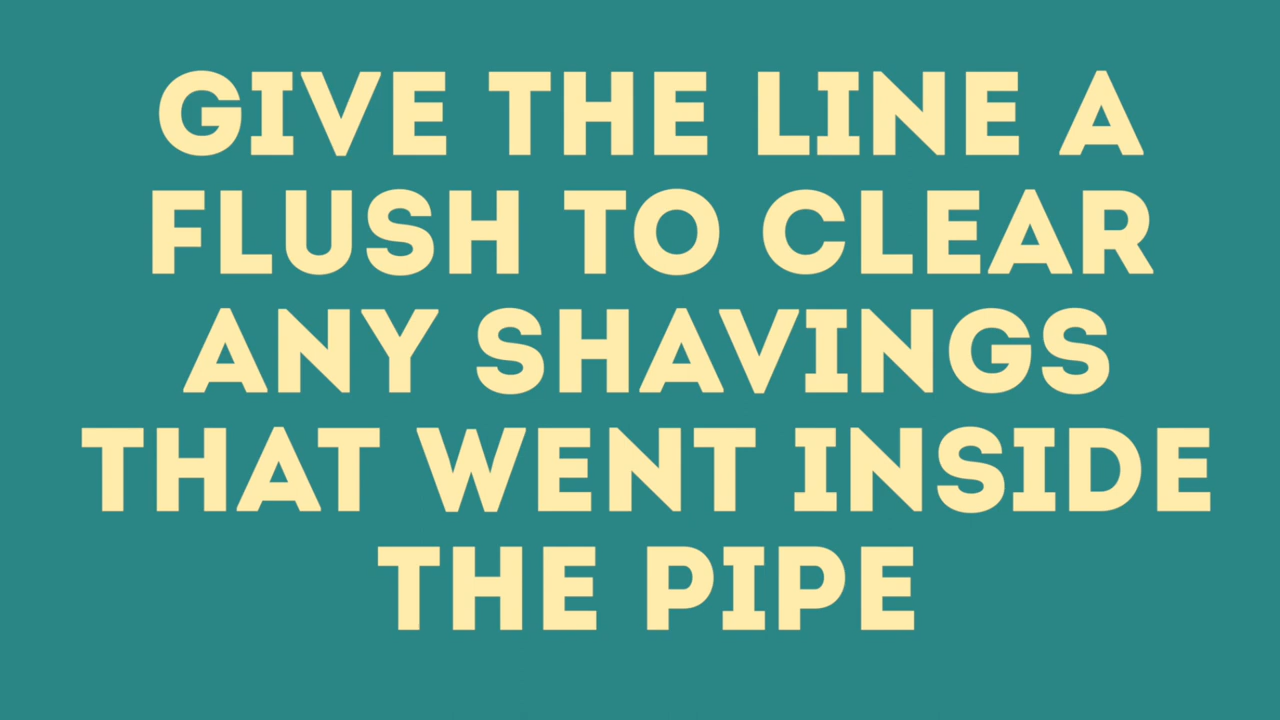 GIVE THE LINE A
FLUSH TO CLEAR
ANY SHAVINGS
THAT WENT INSIDE
THE PIPE